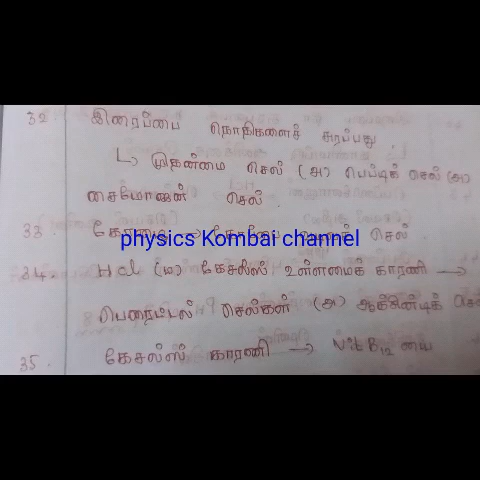 32. இரைப்பை நொதிகளைச் சுரப்பது
↳ முதன்மை செல் (அ) பெப்டிக் செல் (அ)
சைமோஜன் செல்.
33. → செல்
physics Kombai channel
34. HCl (ம) கேசல்ஸ் உள்ளமைக் காரணி →
பெரைட்டல் செல்கள் (அ) ஆக்ஸின்டிக்
35. கேசல்ஸ் காரணி → Vit B12 யை